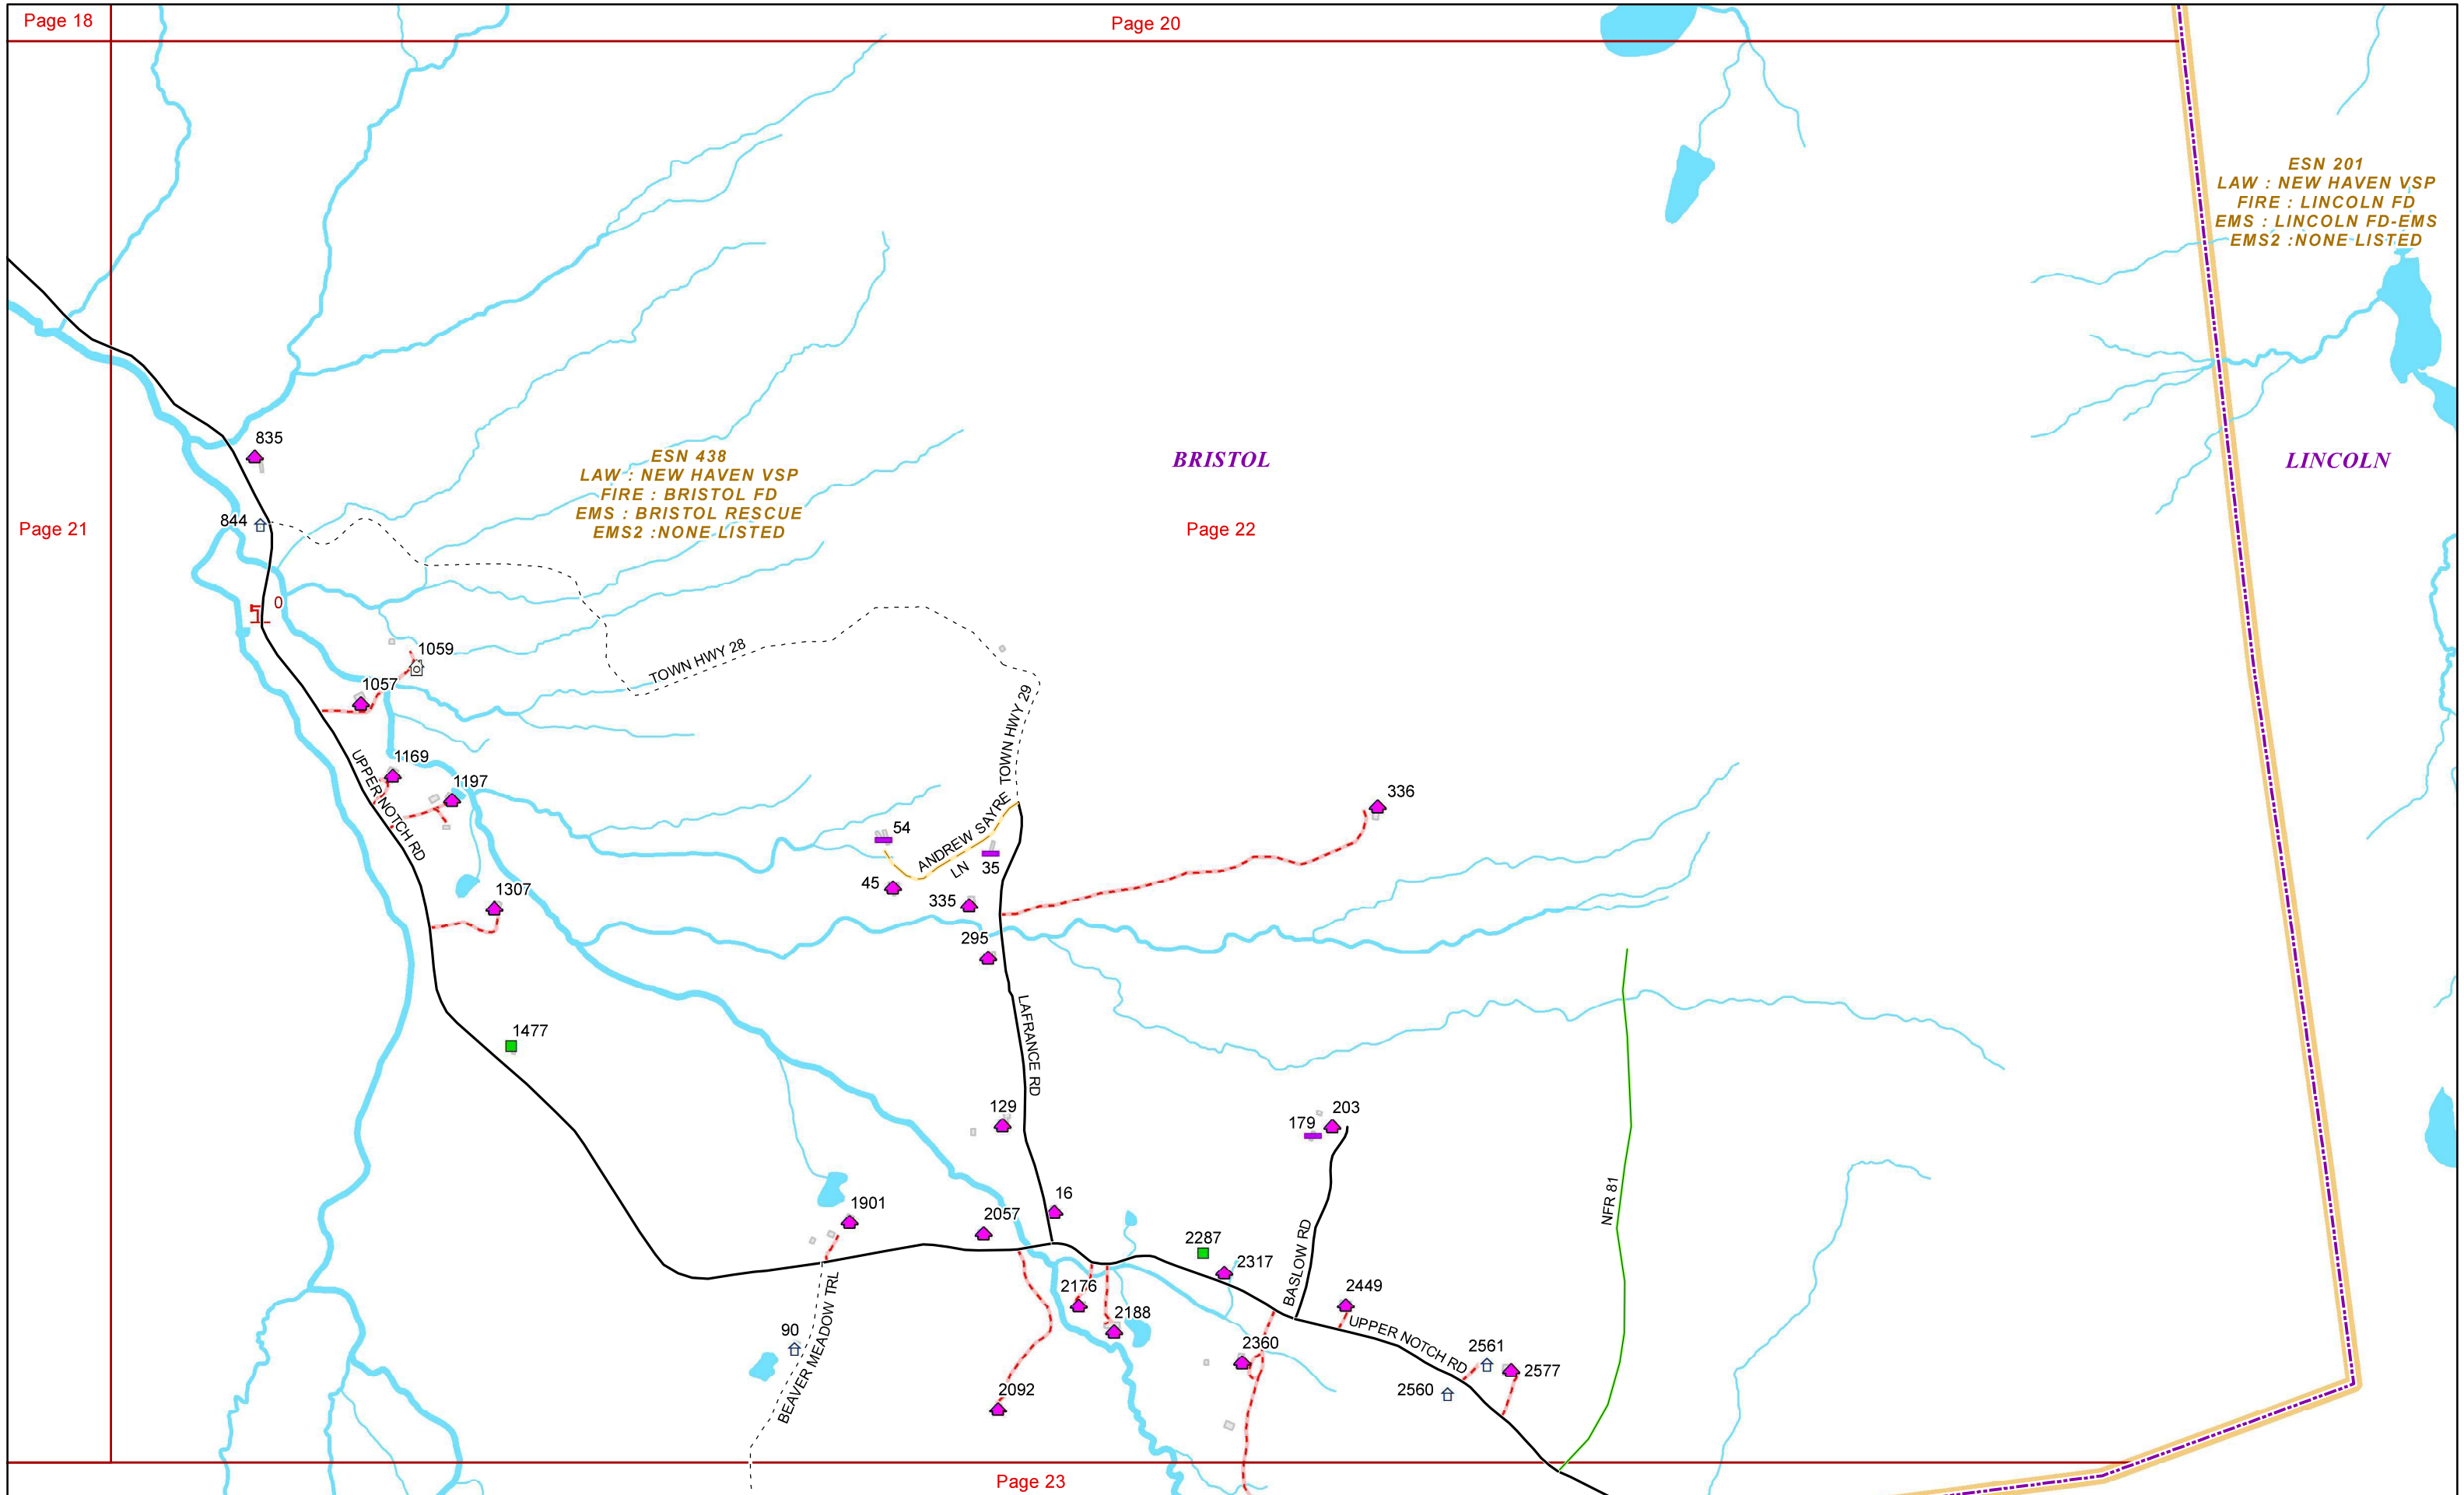 Page 18
Page 20
ESN 201
LAW : NEW HAVEN VSP
FIRE : LINCOLN FD
EMS : LINCOLN FD-EMS
EMS2 :NONE LISTED
835
ESN 438
LAW : NEW HAVEN VSP
FIRE : BRISTOL FD
EMS : BRISTOL RESCUE
EMS2 :NONE LISTED
BRISTOL
LINCOLN
844
Page 21
Page 22
0
1059
TOWN HWY 28
1057
TOWN HWY 29
1169
UPPER NOTCH RD
1197
336
54
ANDREW SAYRE
LN
35
45
335
1307
295
LAFRANCE RD
1477
129
179
203
16
1901
2057
NFR 81
2287
2317
BASLOW RD
2176
2449
2188
BEAVER MEADOW TRL
90
UPPER NOTCH RD
2360
2561
2577
2092
2560
Page 23